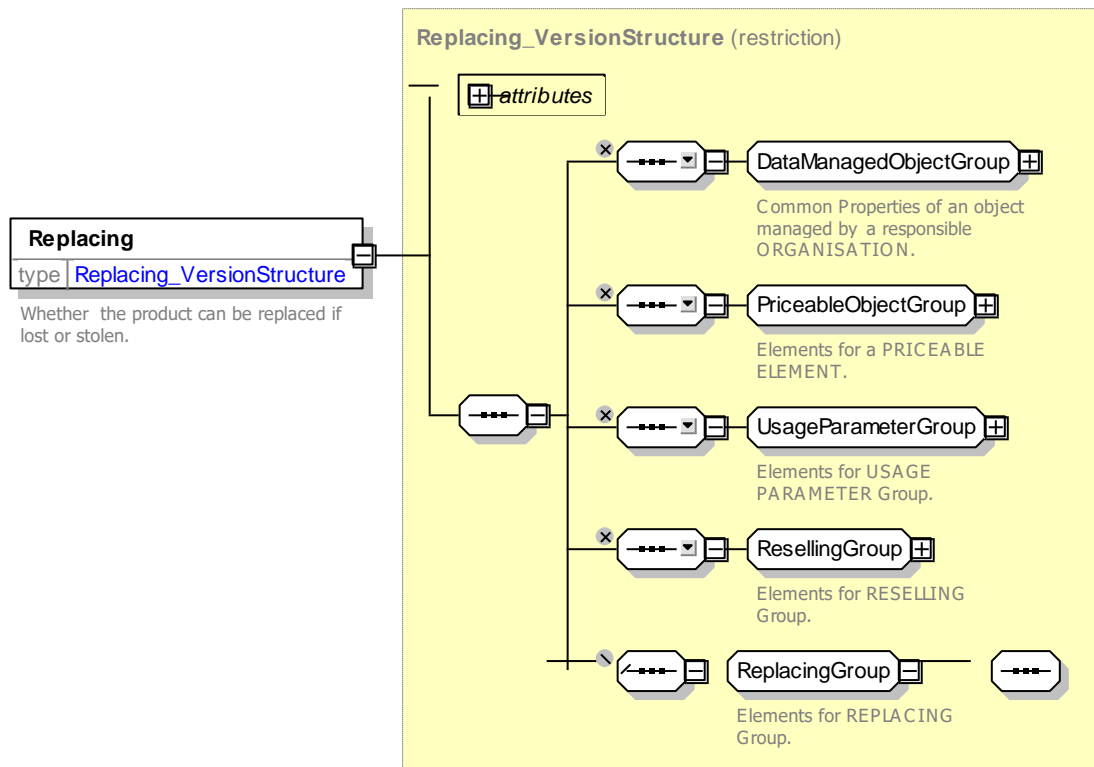 Replacing_VersionStructure (restriction)
attributes
DataManagedObjectGroup
Common Properties of an object
managed by a responsible
ORGANISATION.
Replacing
type Replacing_VersionStructure
Whether the product can be replaced if
lost or stolen.
PriceableObjectGroup
Elements for a PRICEABLE
ELEMENT.
UsageParameterGroup
Elements for USAGE
PARAMETER Group.
ResellingGroup
Elements for RESELLING
Group.
ReplacingGroup
Elements for REPLACING
Group.